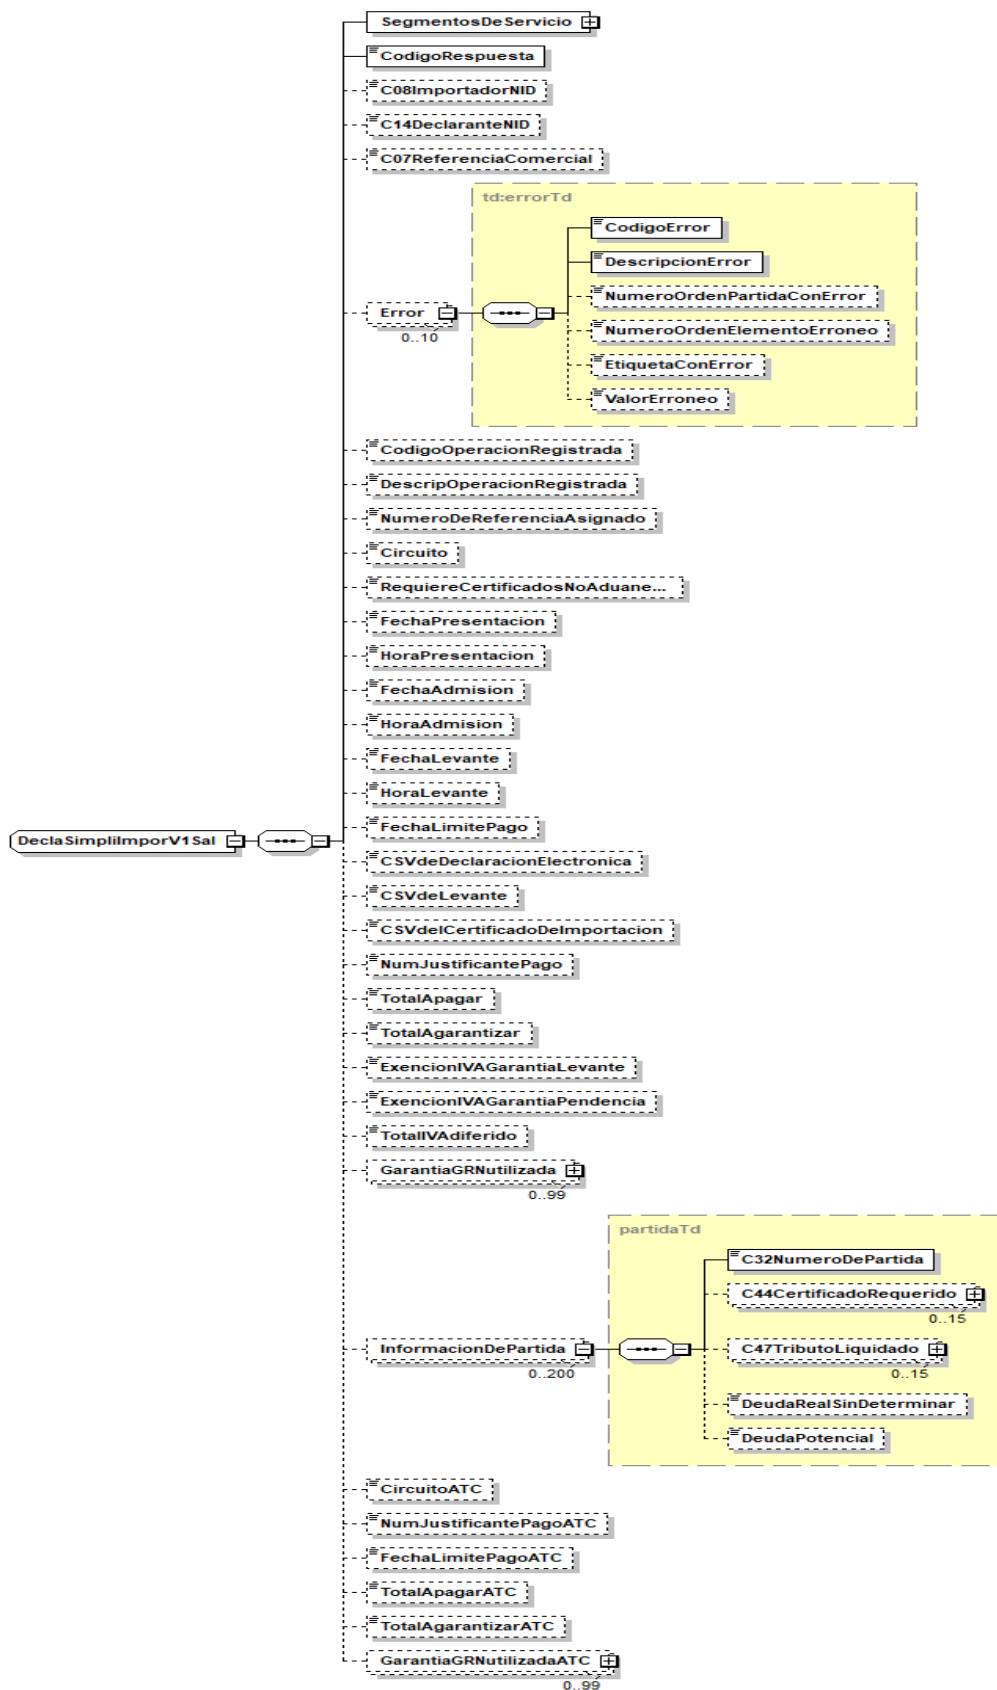 SegmentosDeServicio
CodigoRespuesta
C08ImportadorNID
C14DeclaranteNID
C07ReferenciaComercial
td:errorTd
CodigoError
DescripcionError
NumeroOrdenPartidaConError
Error
NumeroOrdenElementoErroneo
0..10
EtiquetaConError
ValorErroneo
CodigoOperacionRegistrada
DescripOperacionRegistrada
NumeroDeReferenciaAsignado
Circuito
RequiereCertificadosNoAduane...
FechaPresentacion
HoraPresentacion
FechaAdmision
HoraAdmision
FechaLevante
HoraLevante
FechaLimitePago
DeclaSimpliImporV1Sal
CSVdeDeclaracionElectronica
CSVdeLevante
CSVdelCertificadoDeImportacion
NumJustificantePago
TotalApagar
TotalAgarantizar
ExencionIVAGarantiaLevante
ExencionIVAGarantiaPendencia
TotalIVAdiferido
GarantiaGRNutilizada
0..99
partidaTd
C32NumeroDePartida
C44CertificadoRequerido
0..15
InformacionDePartida
C47TributoLiquidado
0..200
0..15
DeudaRealSinDeterminar
DeudaPotencial
CircuitoATC
NumJustificantePagoATC
FechaLimitePagoATC
TotalApagarATC
TotalAgarantizarATC
GarantiaGRNutilizadaATC
0..99